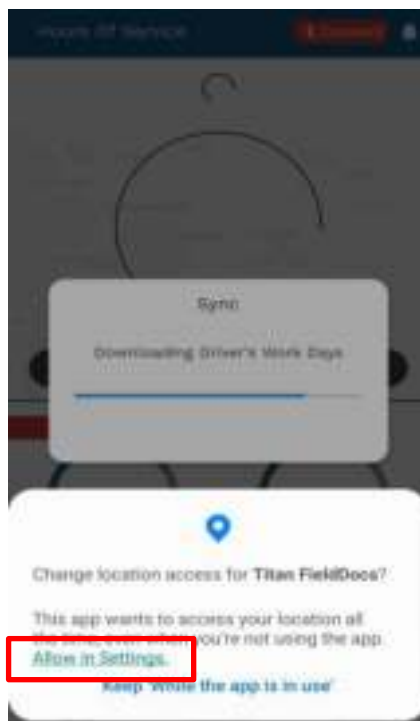 Hours Of Service
Sync
Downloading Driver's Work Days
Change location access for Titan FieldDocs?
This app wants to access your location all
the time, even when you're not using the app.
Allow in Settings.
Keep "While the app is in use"